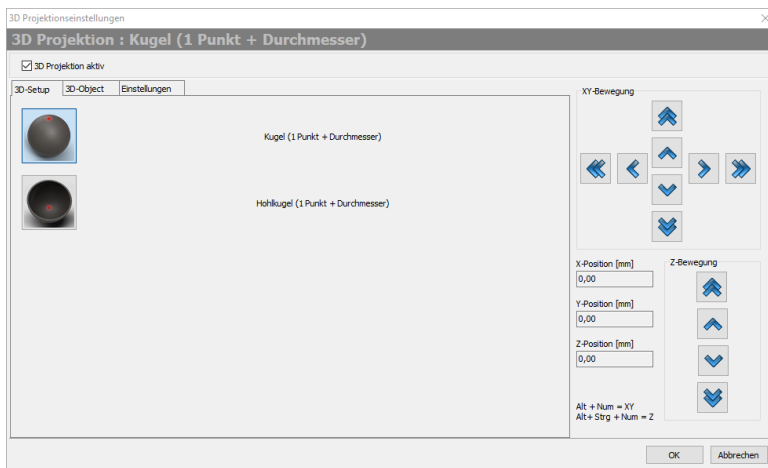 3D Projektionseinstellungen
3D Projektion : Kugel (1 Punkt + Durchmesser)
3D Projektion aktiv
3D-Setup 3D-Object Einstellungen
Kugel (1 Punkt + Durchmesser)
Hohlkugel (1 Punkt + Durchmesser)
XY-Bewegung
X-Position [mm]
0,00
Y-Position [mm]
0,00
Z-Position [mm]
0,00
Z-Bewegung
Alt + Num = XY
Alt+ Strg + Num = Z
OK Abbrechen